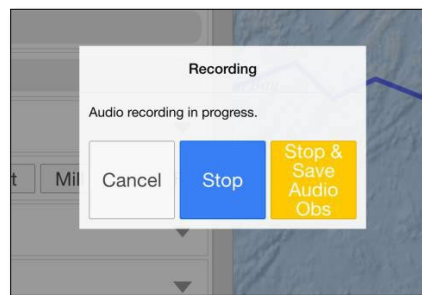 Recording
Audio recording in progress.
t
Mil
Cancel
Stop
Stop &
Save
Audio
Obs